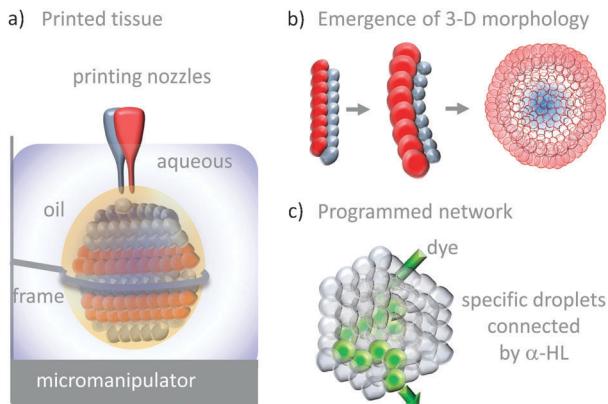 a) Printed tissue
printing nozzles
aqueous
oil
frame
micromanipulator
b) Emergence of 3-D morphology
c) Programmed network
dye
specific droplets
connected
by α-HL